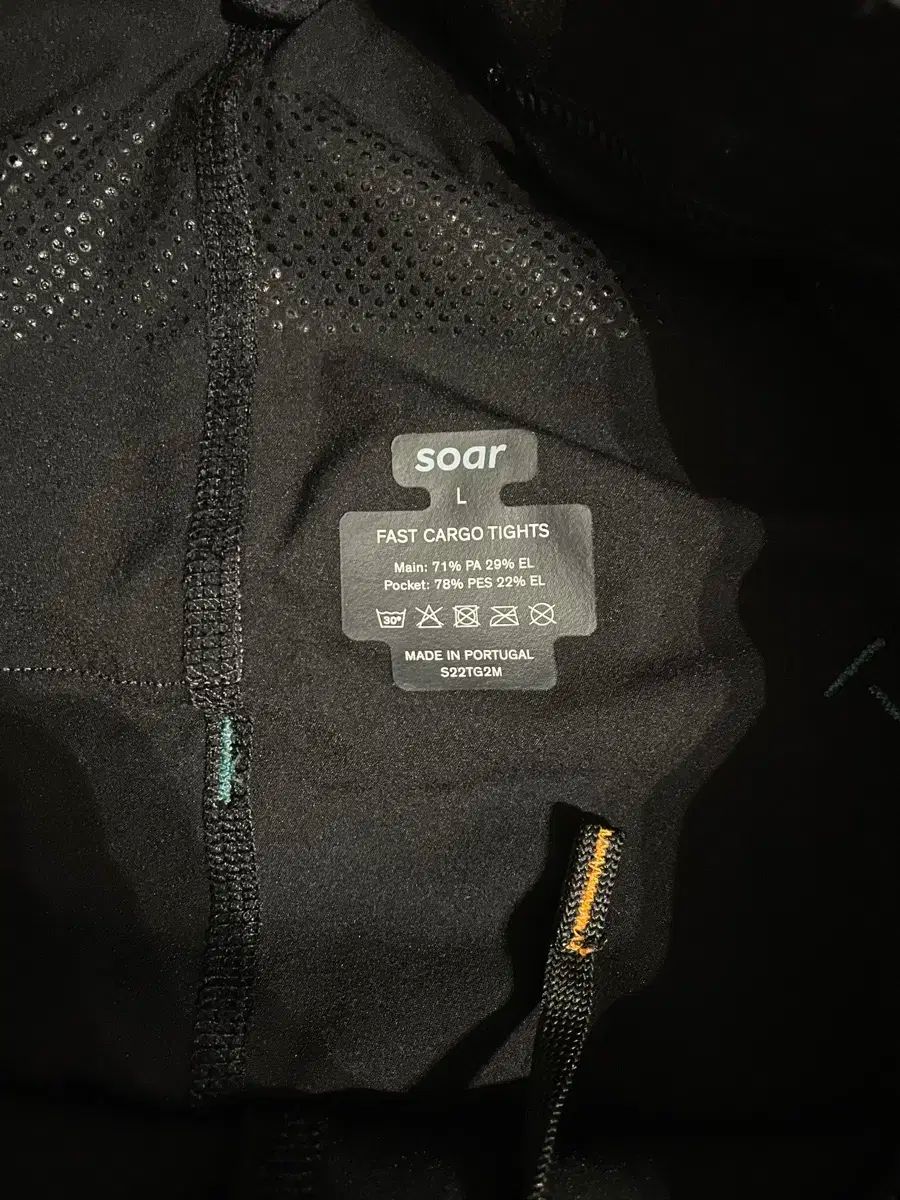 soar
L
FAST CARGO TIGHTS
Main: 71% PA 29% EL
Pocket: 78% PES 22% EL
30°
MADE IN PORTUGAL
S22TG2M